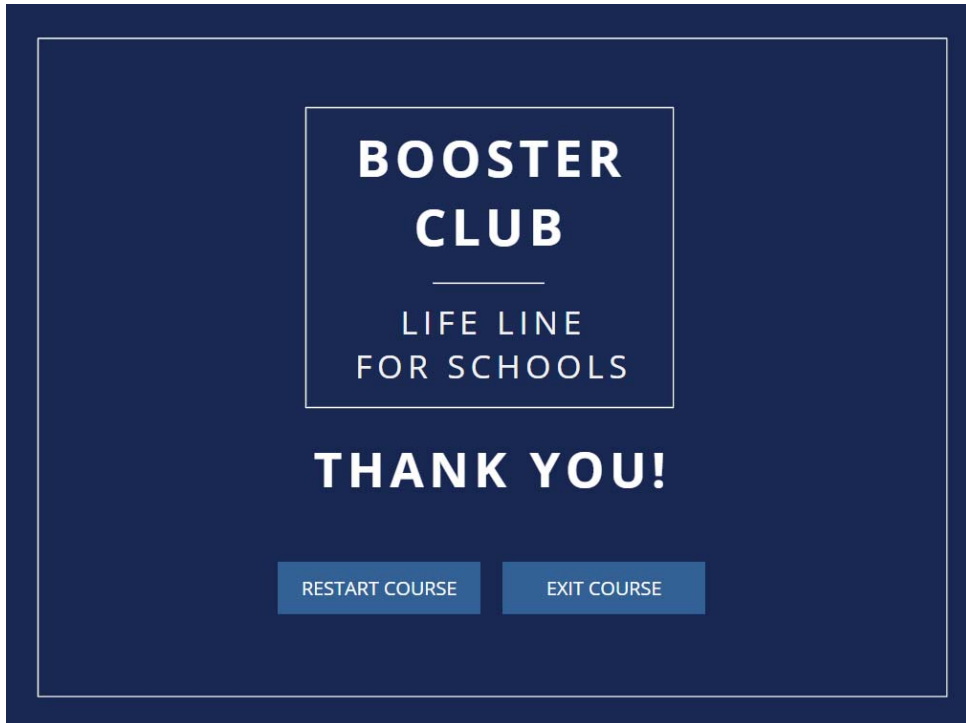 BOOSTER
CLUB
LIFE LINE
FOR SCHOOLS
THANK YOU!
RESTART COURSE
EXIT COURSE